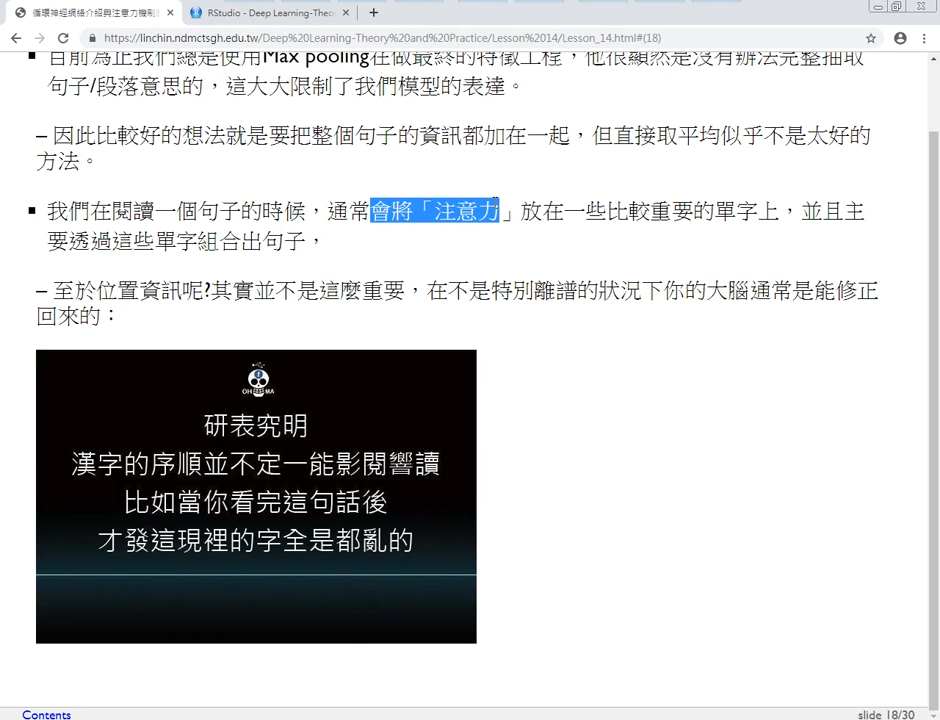 循環神經網絡介紹與注意力機制
RStudio - Deep Learning-Theo
https://linchin.ndmctsgh.edu.tw/Deep%20Learning-Theory%20and%20Practice/Lesson%2014/Lesson_14.html#(18)
目前為止我們總是使用Max pooling在做最終的特徵工程，他很顯然是沒有辦法完整抽取
句子/段落意思的，這大大限制了我們模型的表達。
– 因此比較好的想法就是要把整個句子的資訊都加在一起，但直接取平均似乎不是太好的
方法。
我們在閱讀一個句子的時候，通常會將「注意力」放在一些比較重要的單字上，並且主
要透過這些單字組合出句子，
– 至於位置資訊呢?其實並不是這麼重要，在不是特別離譜的狀況下你的大腦通常是能修正
回來的：
研表究明
漢字的序順並不定一能影閱響讀
比如當你看完這句話後
才發這現裡的字全是都亂的
Contents
slide 18/30